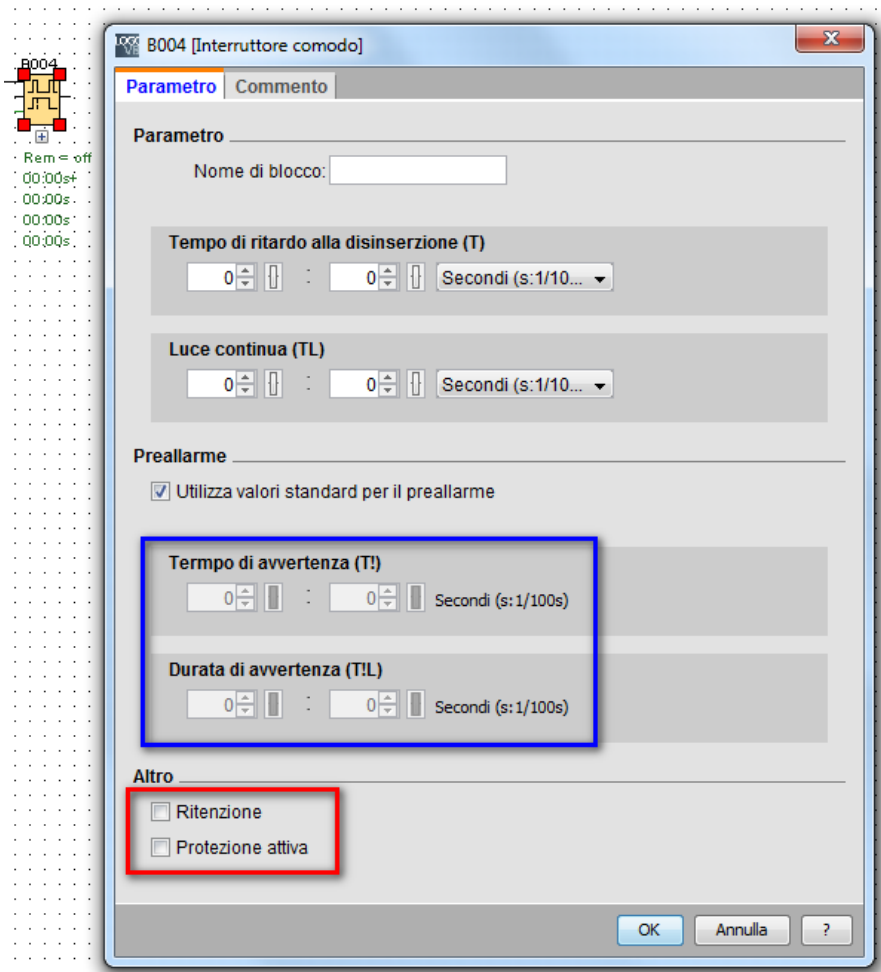 B004 [Interruttore comodo]
B004
Rem = off
00:00s+
00:00s
00:00s
00:00s
Parametro Commento
Parametro
Nome di blocco:
Tempo di ritardo alla disinserzione (T)
0 : 0 Secondi (s:1/10...
Luce continua (TL)
0 : 0 Secondi (s:1/10...
Preallarme
Utilizza valori standard per il preallarme
Termpo di avvertenza (T!)
0 : 0 Secondi (s:1/100s)
Durata di avvertenza (T!L)
0 : 0 Secondi (s:1/100s)
Altro
Ritenzione
Protezione attiva
OK Annulla ?